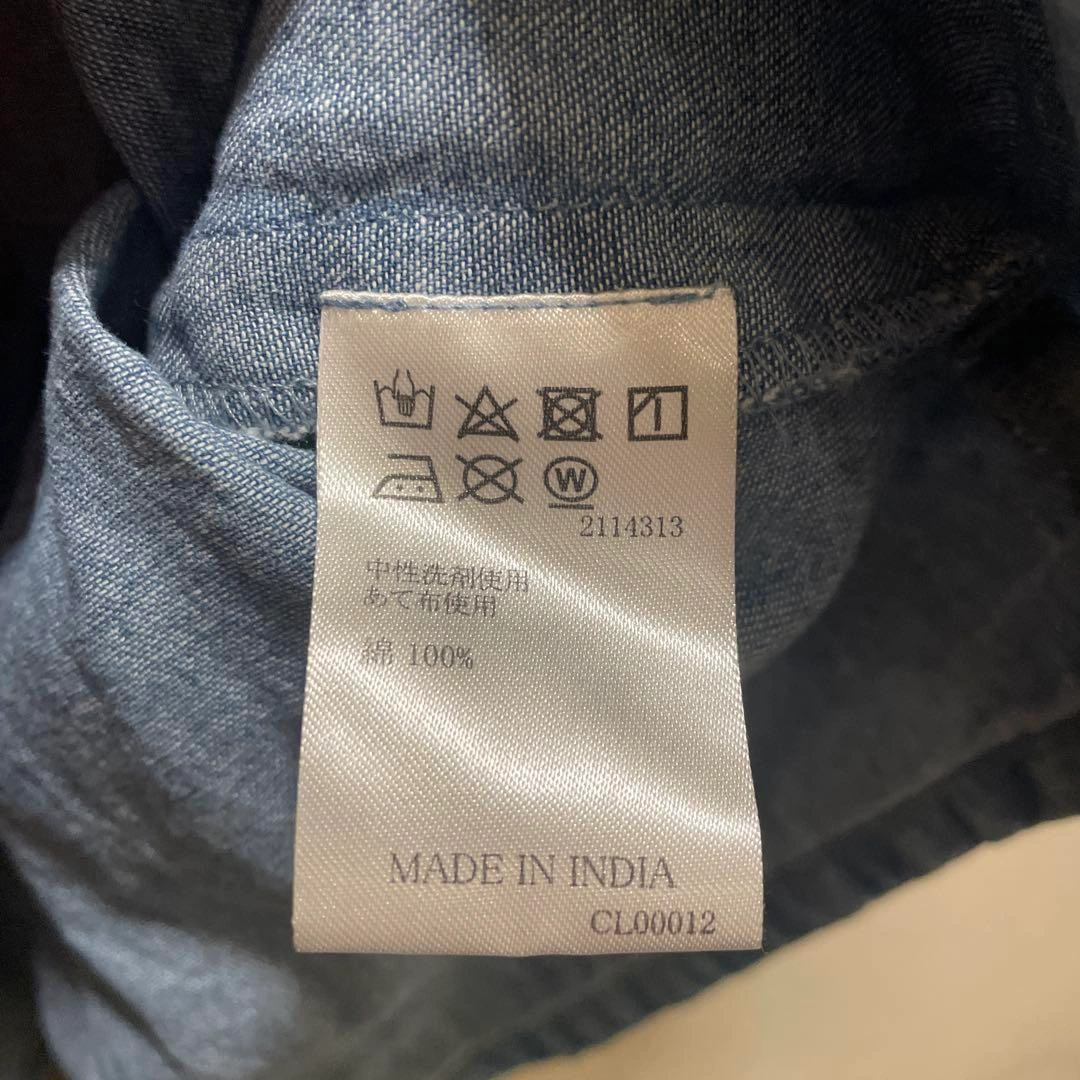 W
2114313
中性洗剤使用
あて布使用
綿 100%
MADE IN INDIA
CL00012